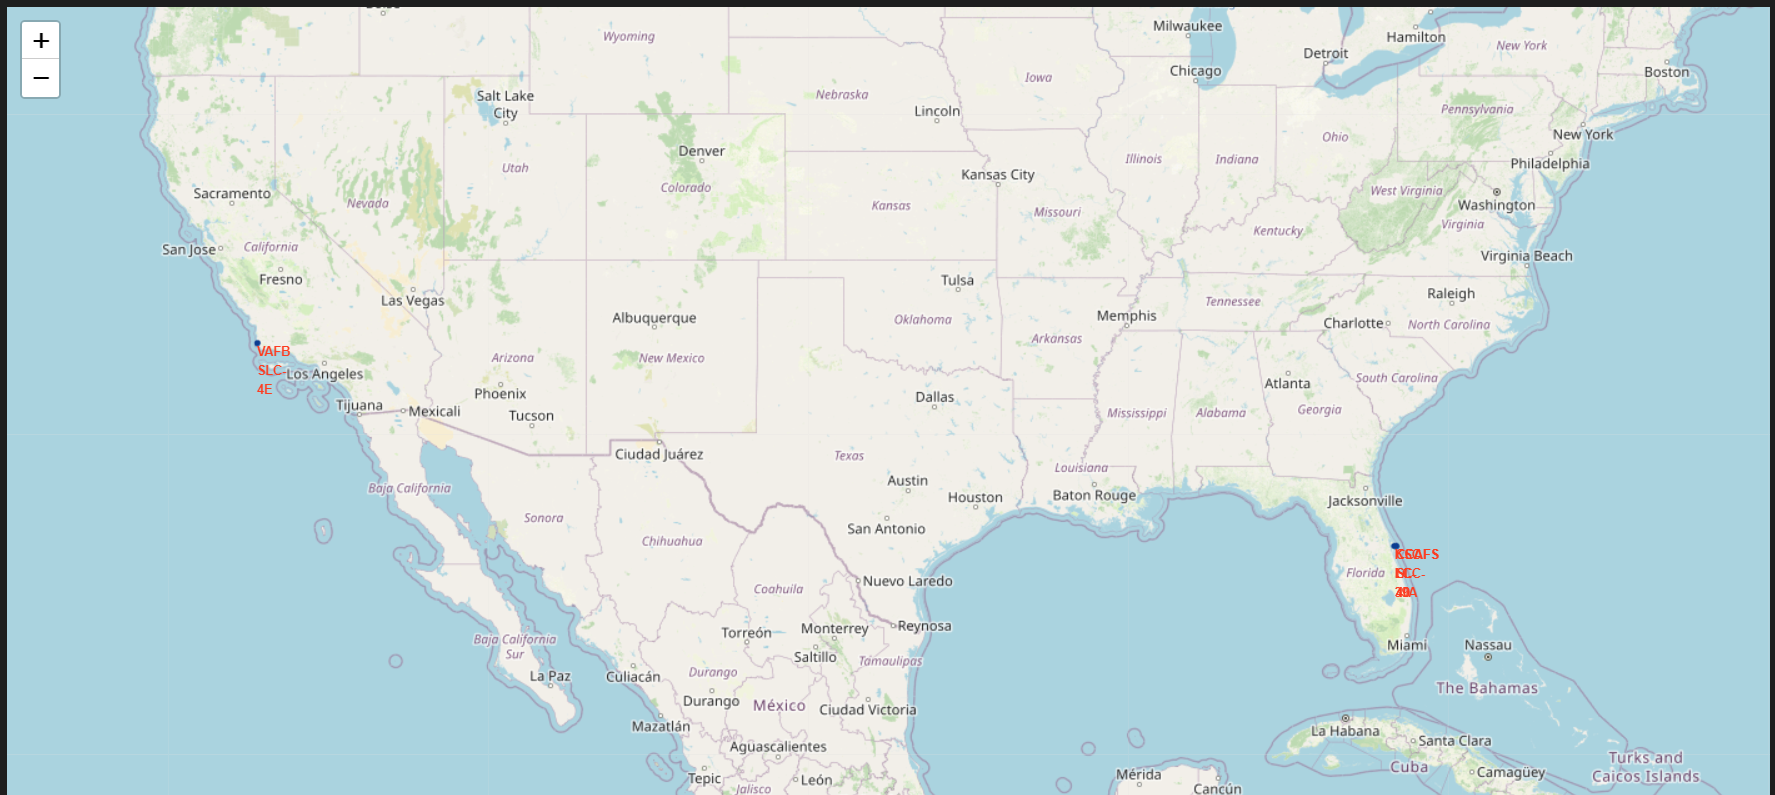 +
−
Boise
Wyoming
Milwaukee
Detroit
Hamilton
New York
Boston
Chicago
Iowa
Nebraska
Lincoln
Salt Lake
City
Pennsylvania
New York
Ohio
Philadelphia
Denver
Utah
Colorado
Illinois
Indiana
Kansas City
Sacramento
Nevada
Kansas
Missouri
West Virginia
Washington
Virginia
Kentucky
San Jose
California
Fresno
Virginia Beach
Las Vegas
Tulsa
Raleigh
Tennessee
Albuquerque
Oklahoma
Memphis
Charlotte
North Carolina
Arkansas
VAFB
SLC-
4E
Los Angeles
Arizona
New Mexico
Phoenix
Tucson
Tijuana
Mexicali
Dallas
Atlanta
South Carolina
Mississippi
Alabama
Georgia
Ciudad Juárez
Texas
Louisiana
Baja California
Austin
Houston
Baton Rouge
Jacksonville
Sonora
San Antonio
Chihuahua
Florida
Coahuila
Nuevo Laredo
Torreón
Monterrey
Reynosa
Baja California
Sur
Saltillo
Tamaulipas
Miami
Nassau
La Paz
Culiacán
Durango
Durango
México
Ciudad Victoria
The Bahamas
Mazatlán
La Habana
Santa Clara
Aguascalientes
Turks and
Caicos Islands
Cuba
Camagüey
Tepic
León
Jalisco
Mérida
Cancún